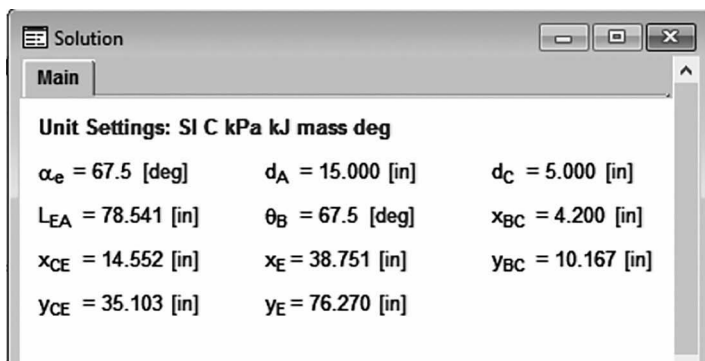 Solution
Main
Unit Settings: SI C kPa kJ mass deg
αe = 67.5 [deg] dA = 15.000 [in] dC = 5.000 [in]
LEA = 78.541 [in] θB = 67.5 [deg] xBC = 4.200 [in]
xCE = 14.552 [in] xE = 38.751 [in] yBC = 10.167 [in]
yCE = 35.103 [in] yE = 76.270 [in]